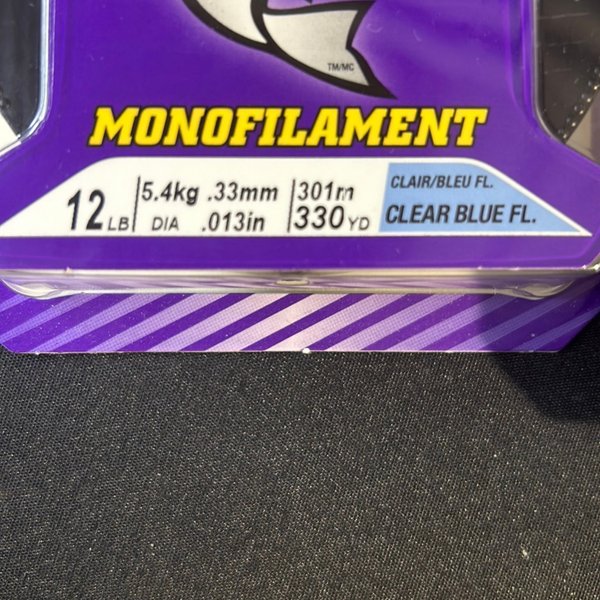 TM/MC
MONOFILAMENT
12 LB
5.4kg .33mm
DIA .013in
301m
330 YD
CLAIR/BLEU FL.
CLEAR BLUE FL.